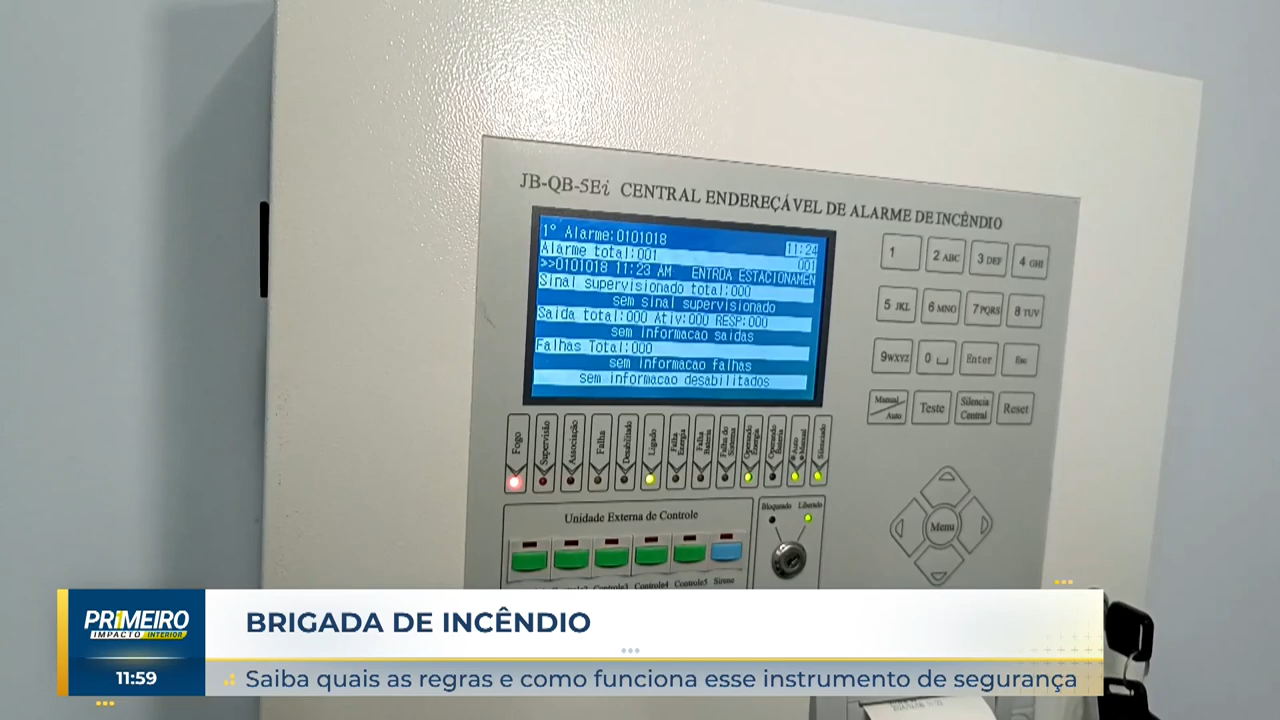 JB-QB-5Ei CENTRAL ENDEREÇÁVEL DE ALARME DE INCÊNDIO
1° Alarme:0101018 11:24
Alarme total:001 001
>>0101018 11:23 AM ENTRDA ESTACIONAMEN
Sinal supervisionado total:000
sem sinal supervisionado
Saida total:000 Ativ:000 RESP:000
sem informacao saidas
Falhas Total:000
sem informacao falhas
sem informacao desabilitados
1 2 ABC 3 DEF 4 GHI
5 JKL 6 MNO 7 PQRS 8 TUV
9 WXYZ 0 Enter Esc
Manual/Auto Teste Silencia Central Reset
Fogo
Supervisão
Associação
Falha
Desabilitado
Ligado
Falha Energia
Falha Bateria
Falha do Sistema
Operando Energia
Operando Bateria
Auto Manual
Silenciado
Unidade Externa de Controle
Bloqueado Liberado
Menu
Controle3 Controle4 Controle5 Sirene
PRIMEIRO
IMPACTO INTERIOR
11:59
BRIGADA DE INCÊNDIO
Saiba quais as regras e como funciona esse instrumento de segurança